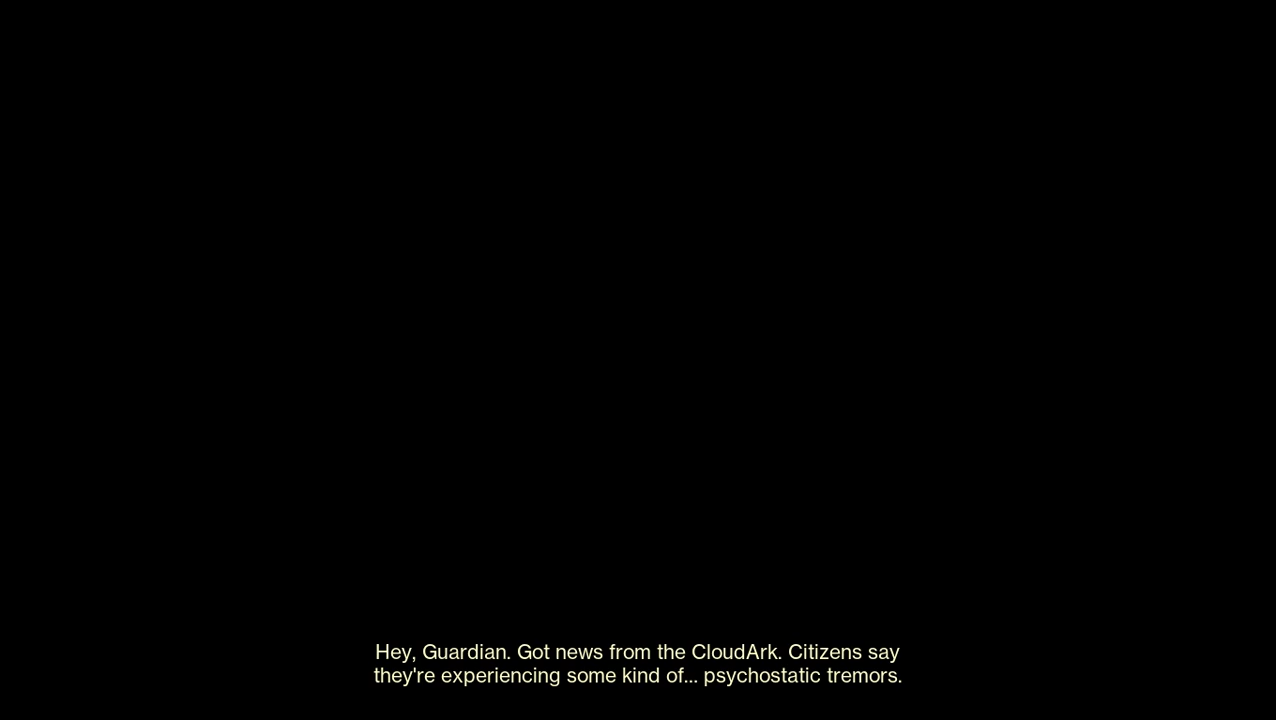 Hey, Guardian. Got news from the CloudArk. Citizens say
they're experiencing some kind of... psychostatic tremors.